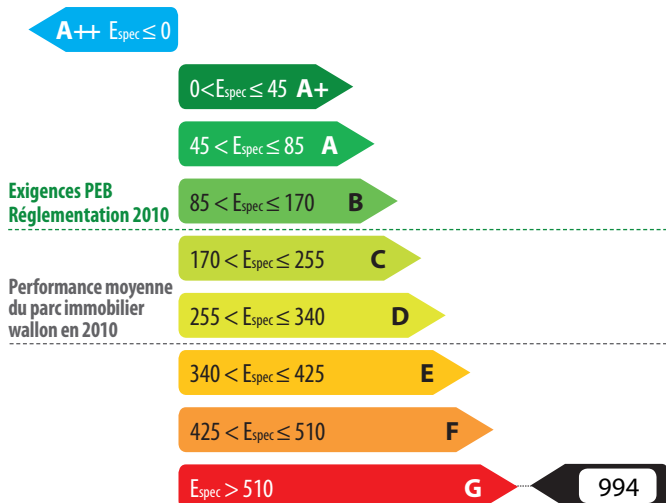 A++ Espec ≤ 0
0 < Espec ≤ 45 A+
45 < Espec ≤ 85 A
Exigences PEB
Réglementation 2010
85 < Espec ≤ 170 B
170 < Espec ≤ 255 C
Performance moyenne
du parc immobilier
wallon en 2010
255 < Espec ≤ 340 D
340 < Espec ≤ 425 E
425 < Espec ≤ 510 F
Espec > 510 G
994